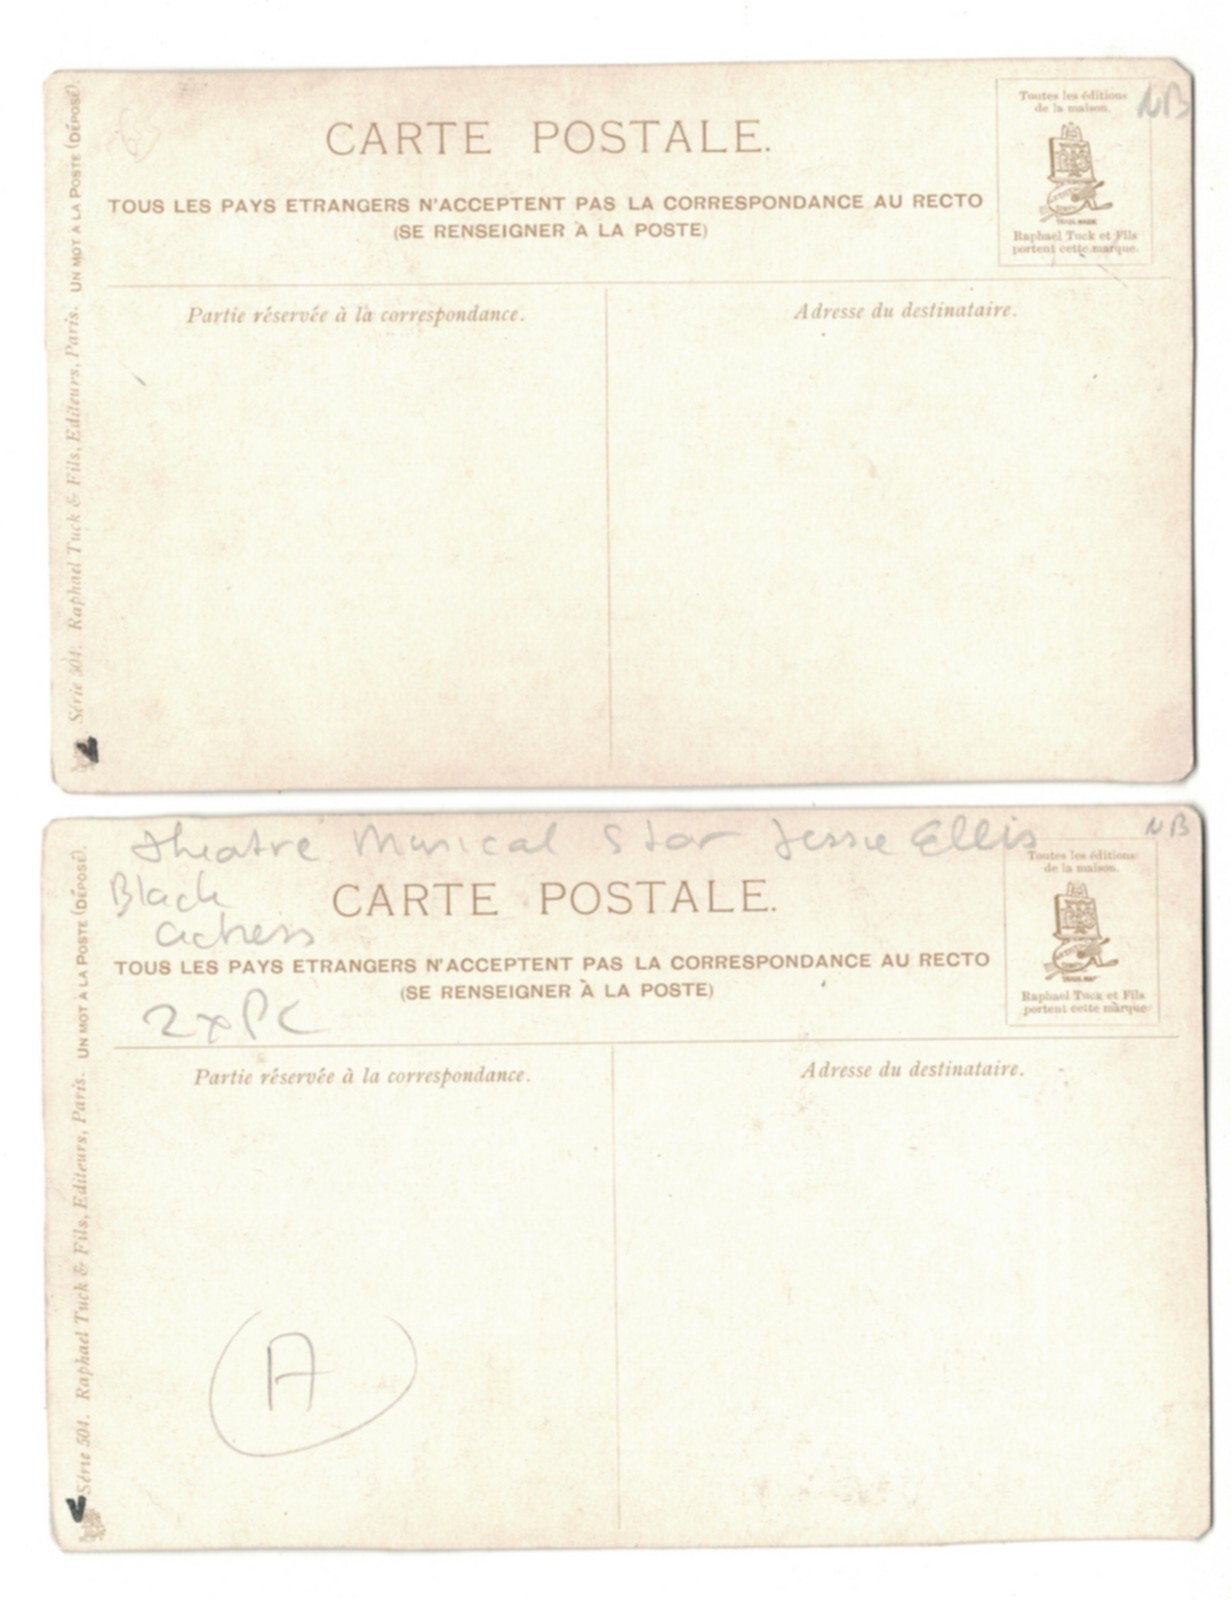 63
CARTE POSTALE.
TOUS LES PAYS ETRANGERS N'ACCEPTENT PAS LA CORRESPONDANCE AU RECTO
(SE RENSEIGNER À LA POSTE)
Toutes les éditions
de la maison.
NB
Raphael Tuck et Fils
portent cette marque.
Partie réservée à la correspondance.
Adresse du destinataire.
Série 501. Raphael Tuck & Fils, Editeurs, Paris. UN MOT A LA POSTE (DÉPOSÉ).
theatre Musical Star Jessie Ellis
NB
Black
actress
CARTE POSTALE.
TOUS LES PAYS ETRANGERS N'ACCEPTENT PAS LA CORRESPONDANCE AU RECTO
(SE RENSEIGNER À LA POSTE)
2xPC
Toutes les éditions
de la maison.
Raphael Tuck et Fils
portent cette marque
Partie réservée à la correspondance.
Adresse du destinataire.
A
Série 501. Raphael Tuck & Fils, Editeurs, Paris. UN MOT A LA POSTE (DÉPOSÉ).